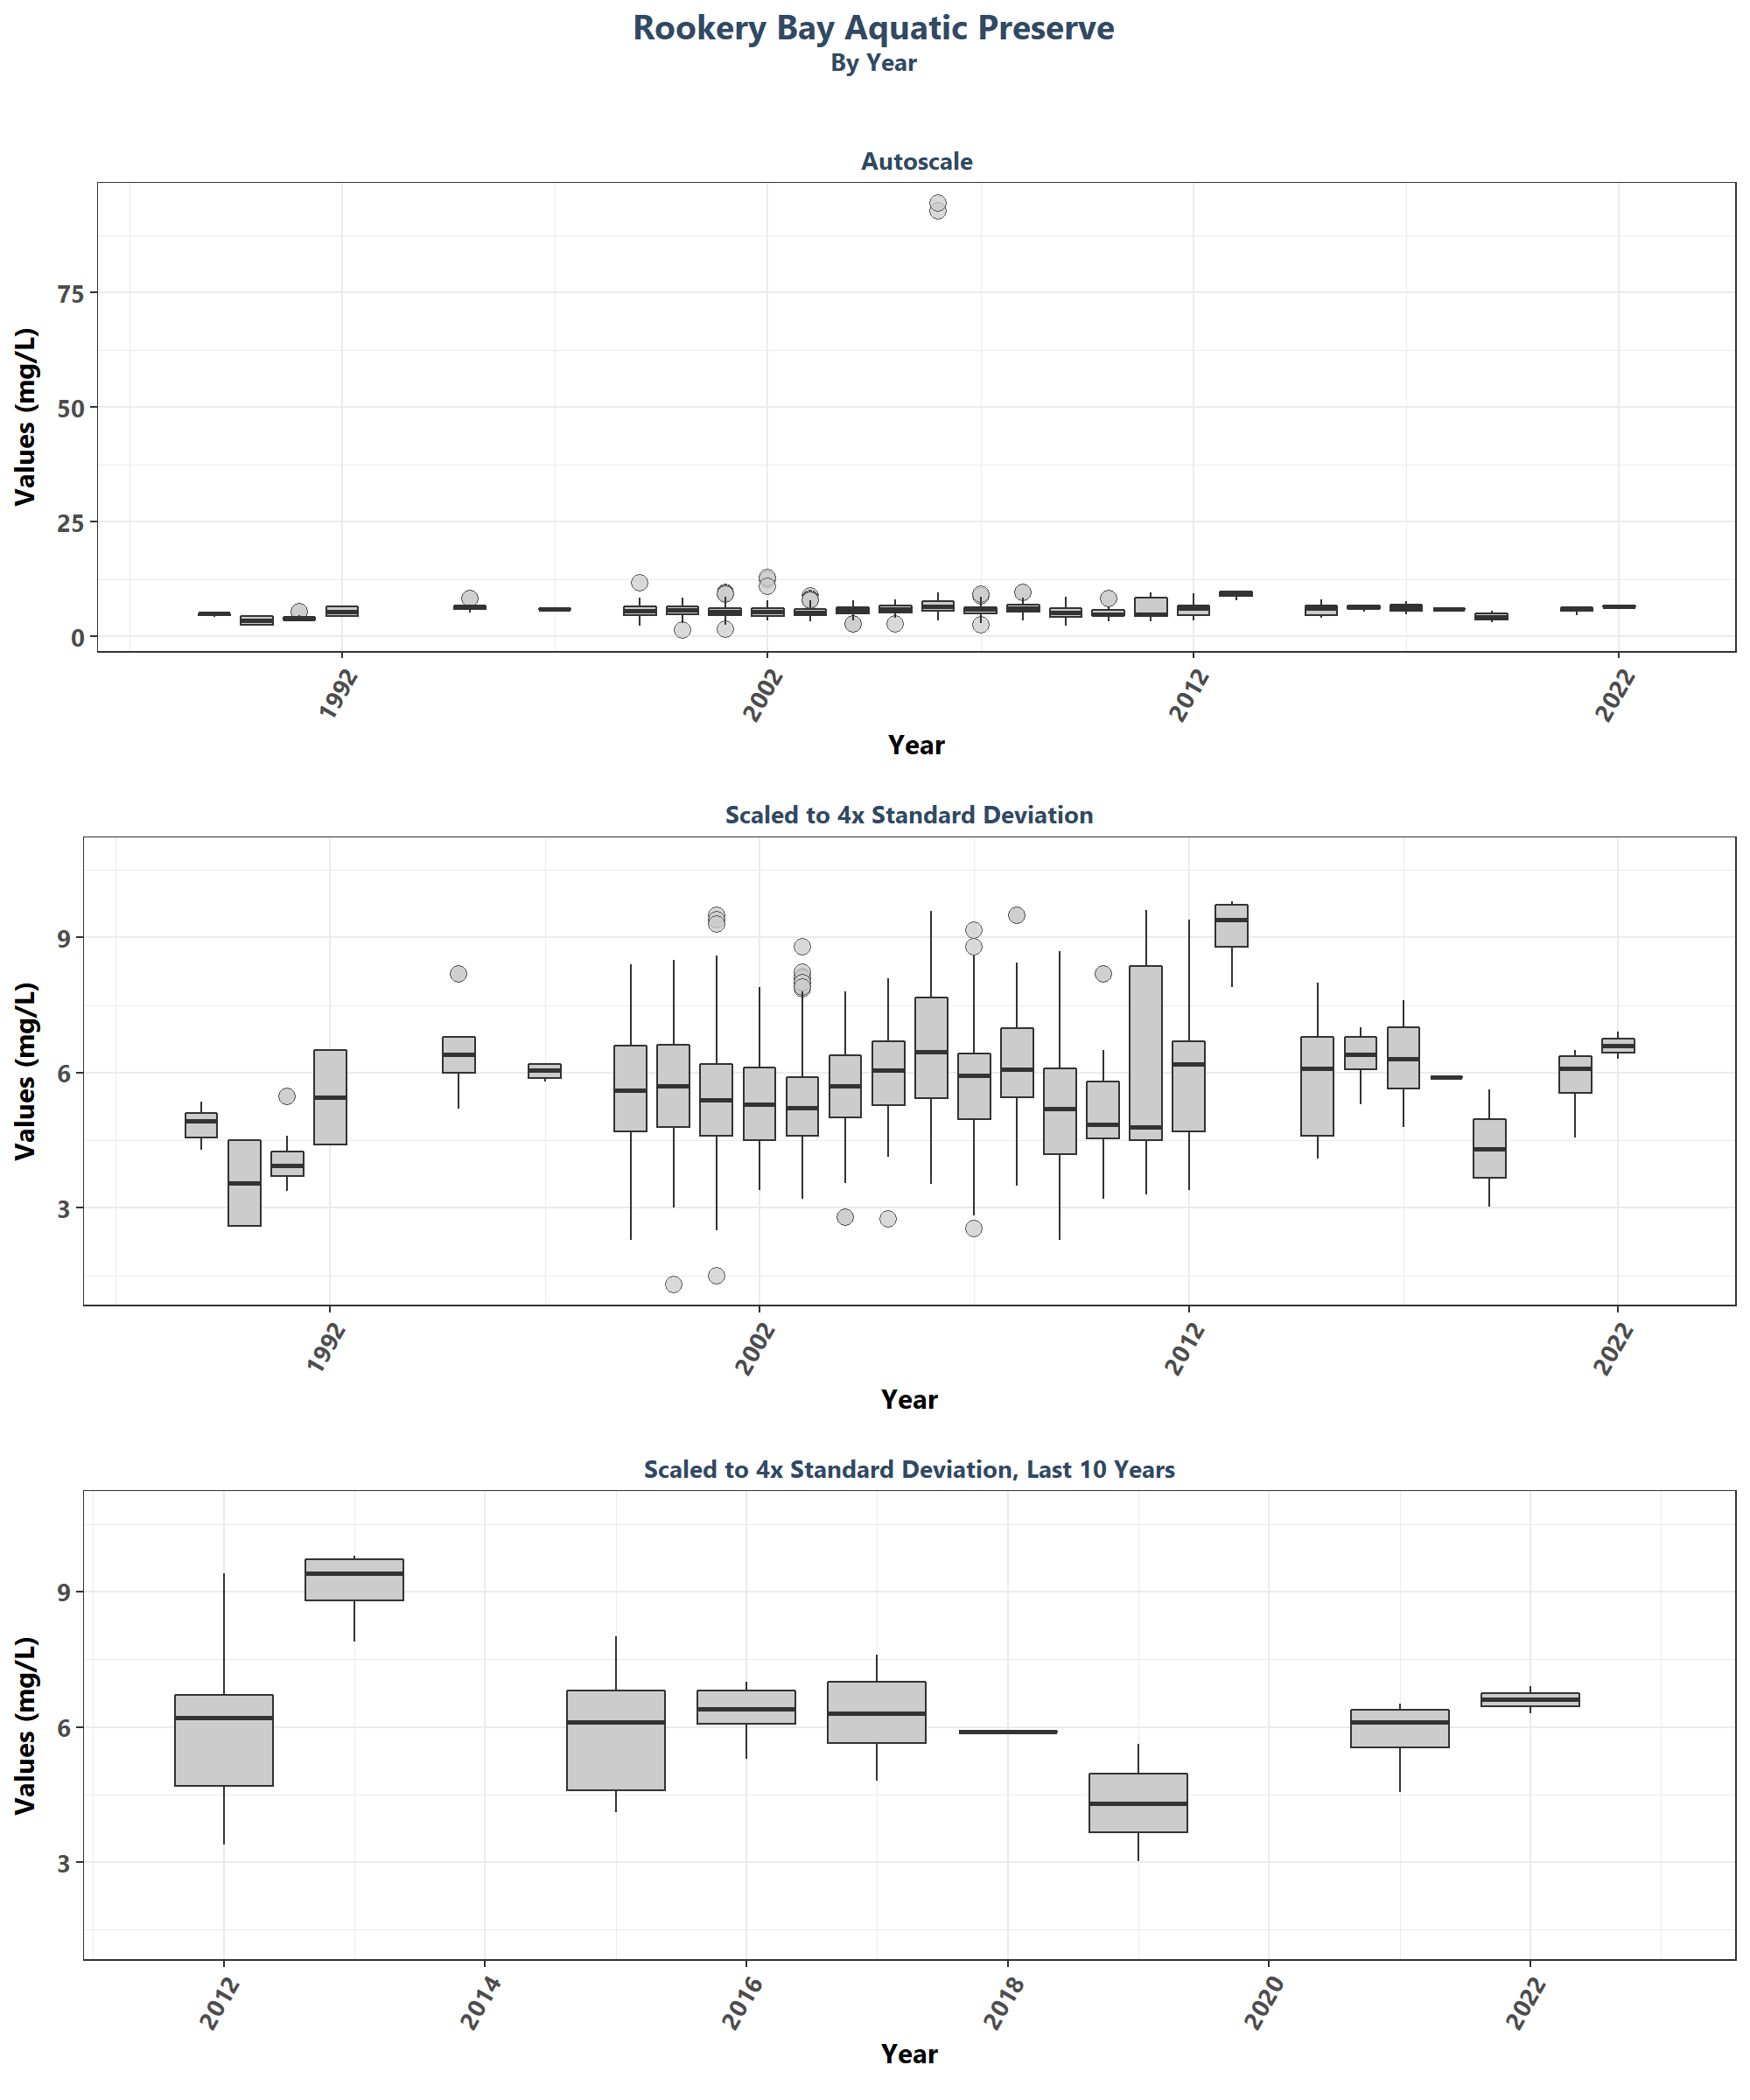 Rookery Bay Aquatic Preserve
By Year
Autoscale
Values (mg/L)
75
50
25
0
1992
2002
2012
2022
Year
Scaled to 4x Standard Deviation
Values (mg/L)
9
6
3
1992
2002
2012
2022
Year
Scaled to 4x Standard Deviation, Last 10 Years
Values (mg/L)
9
6
3
2012
2014
2016
2018
2020
2022
Year